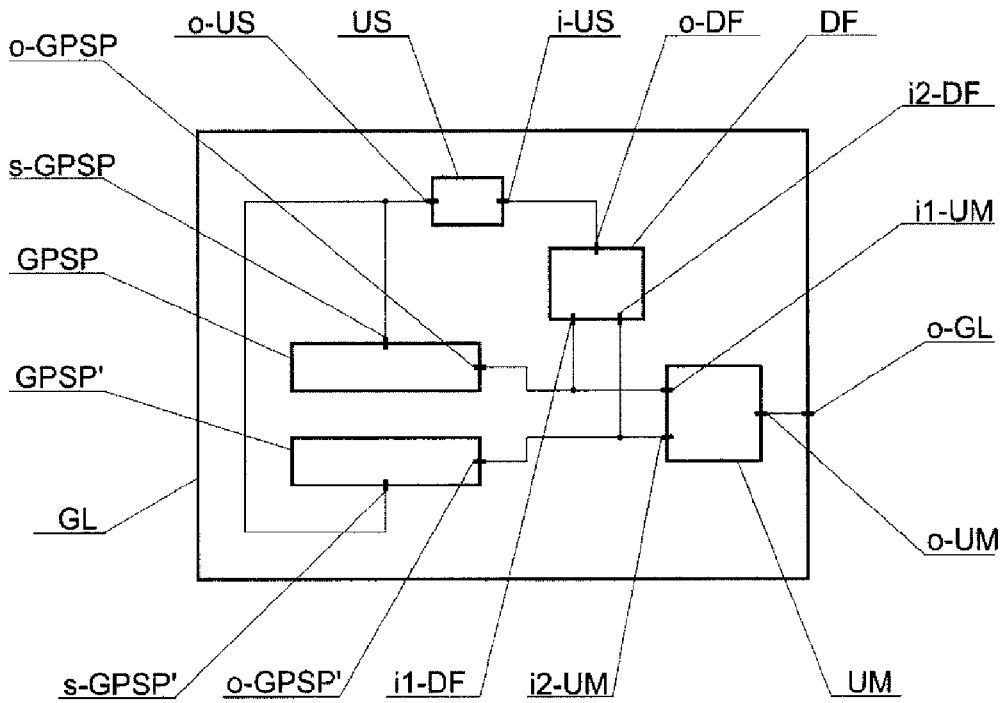 o-US US i-US o-DF DF
o-GPSP
i2-DF
s-GPSP
i1-UM
GPSP
o-GL
GPSP'
GL
o-UM
s-GPSP' o-GPSP' i1-DF i2-UM UM